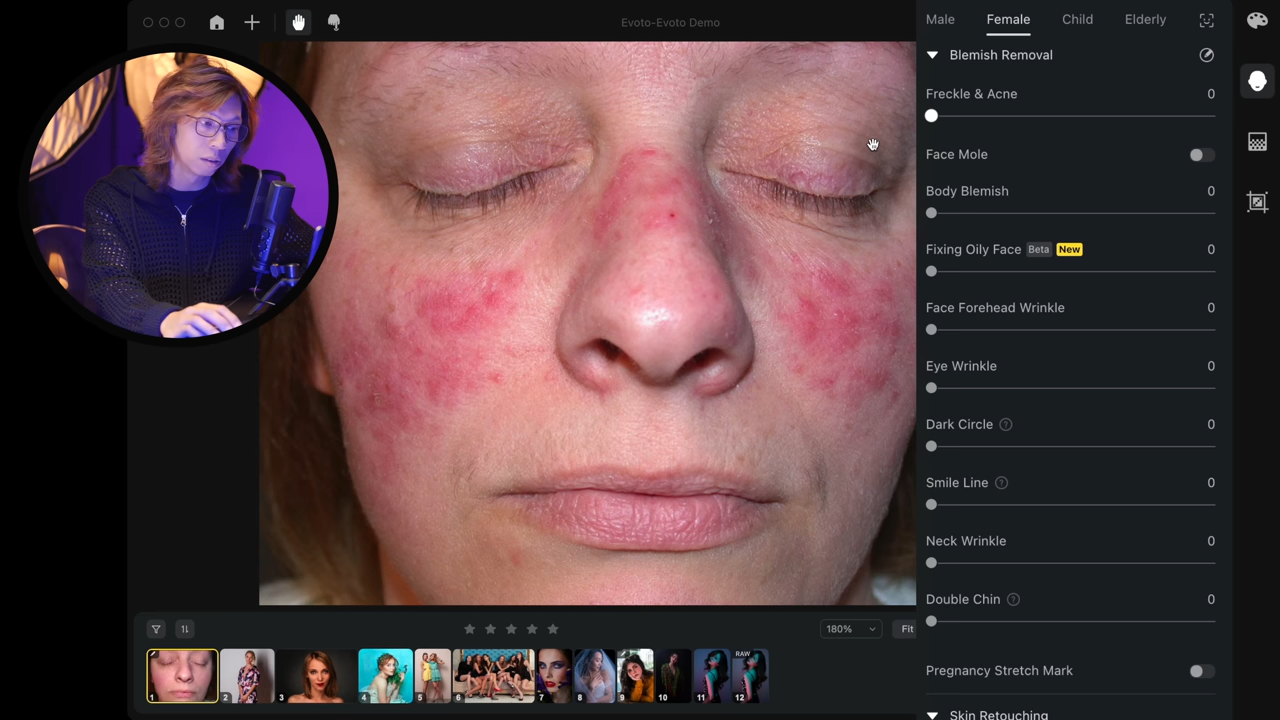 Evoto-Evoto Demo
Male Female Child Elderly
Blemish Removal
Freckle & Acne 0
Face Mole
Body Blemish 0
Fixing Oily Face Beta New 0
Face Forehead Wrinkle 0
Eye Wrinkle 0
Dark Circle ? 0
Smile Line ? 0
Neck Wrinkle 0
Double Chin ? 0
Pregnancy Stretch Mark
Skin Retouching
180% Fit
RAW
1 2 3 4 5 6 7 8 9 10 11 12